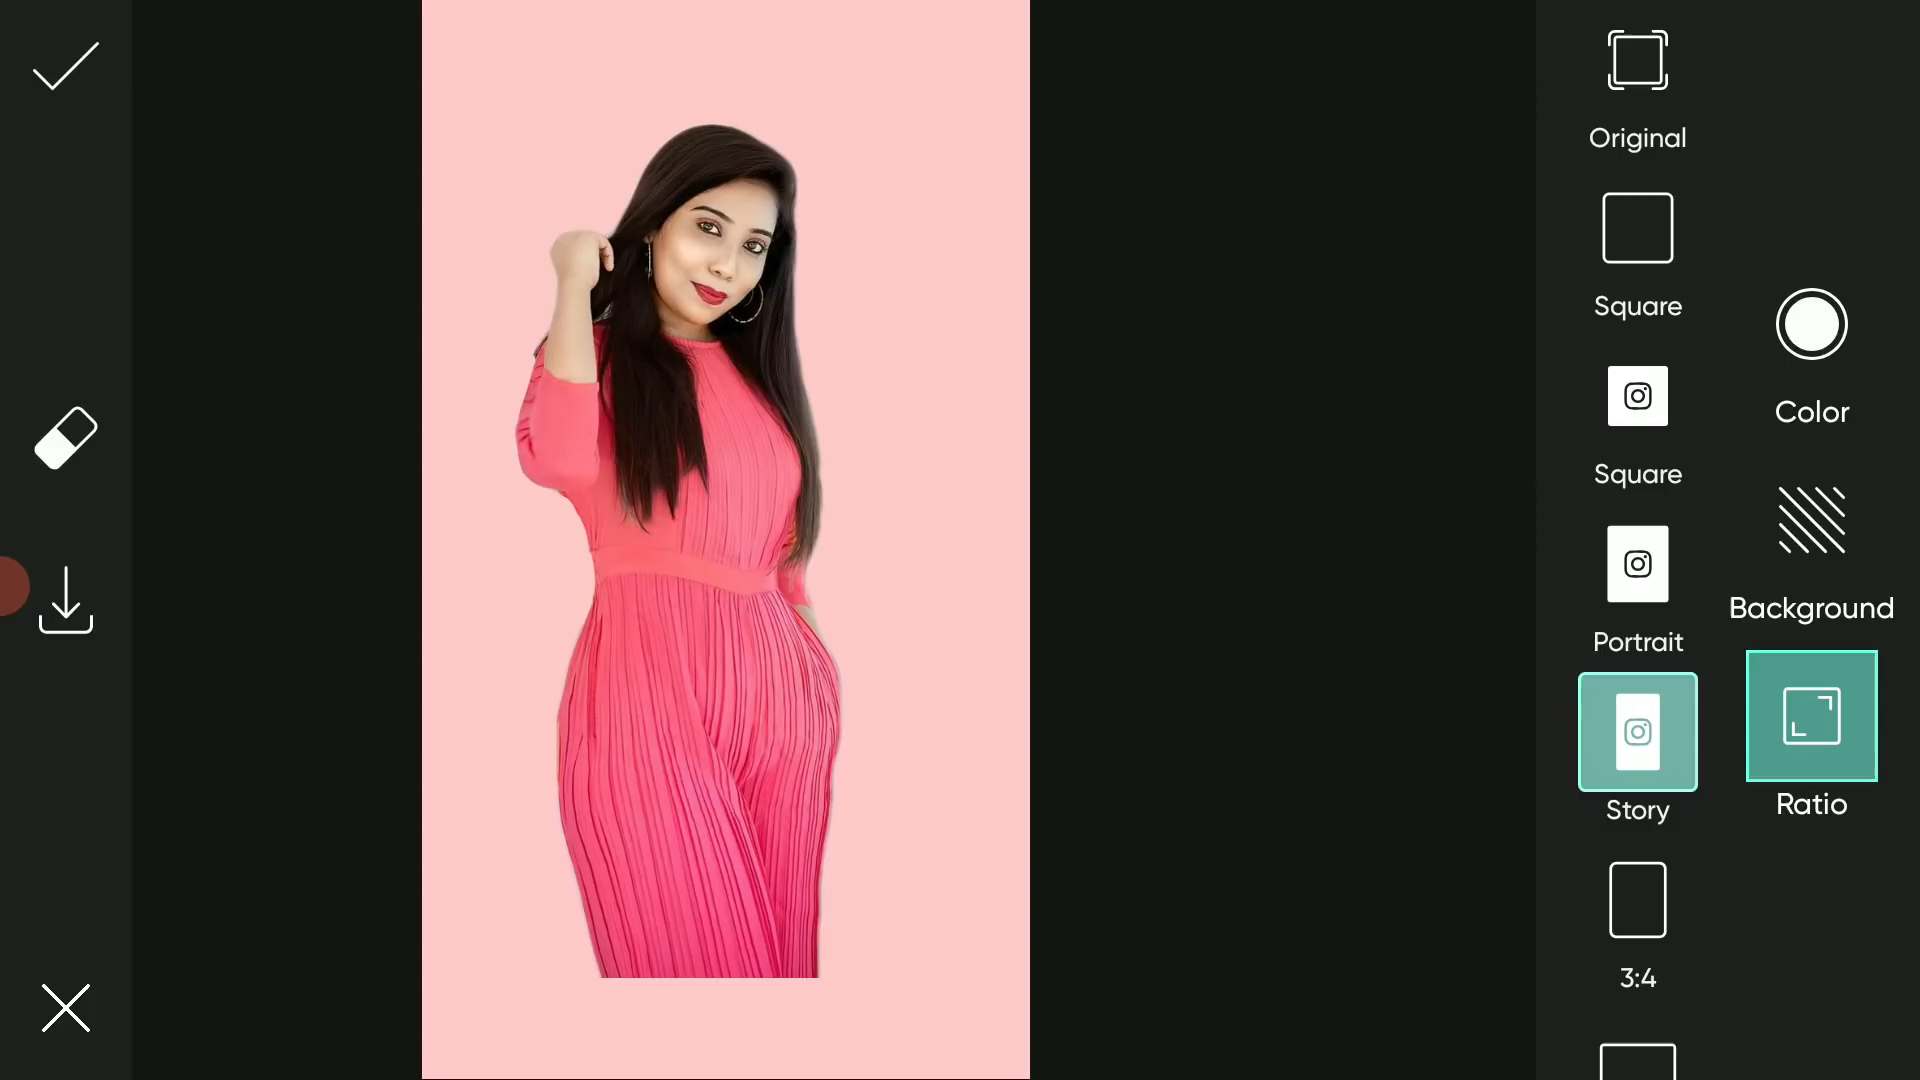 Original
Square
Square
Portrait
Story
3:4
Color
Background
Ratio